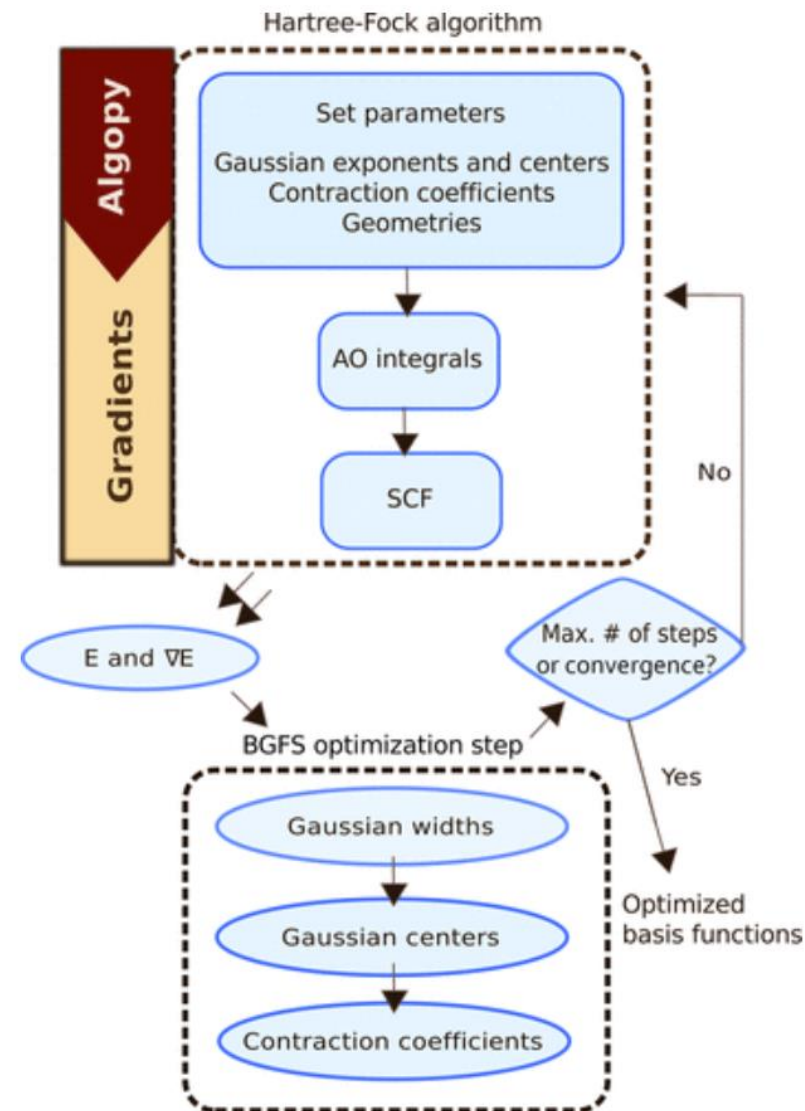 Hartree-Fock algorithm
Algopy
Gradients
Set parameters
Gaussian exponents and centers
Contraction coefficients
Geometries
AO integrals
SCF
No
E and ∇E
Max. # of steps
or convergence?
BGFS optimization step
Yes
Gaussian widths
Gaussian centers
Contraction coefficients
Optimized
basis functions